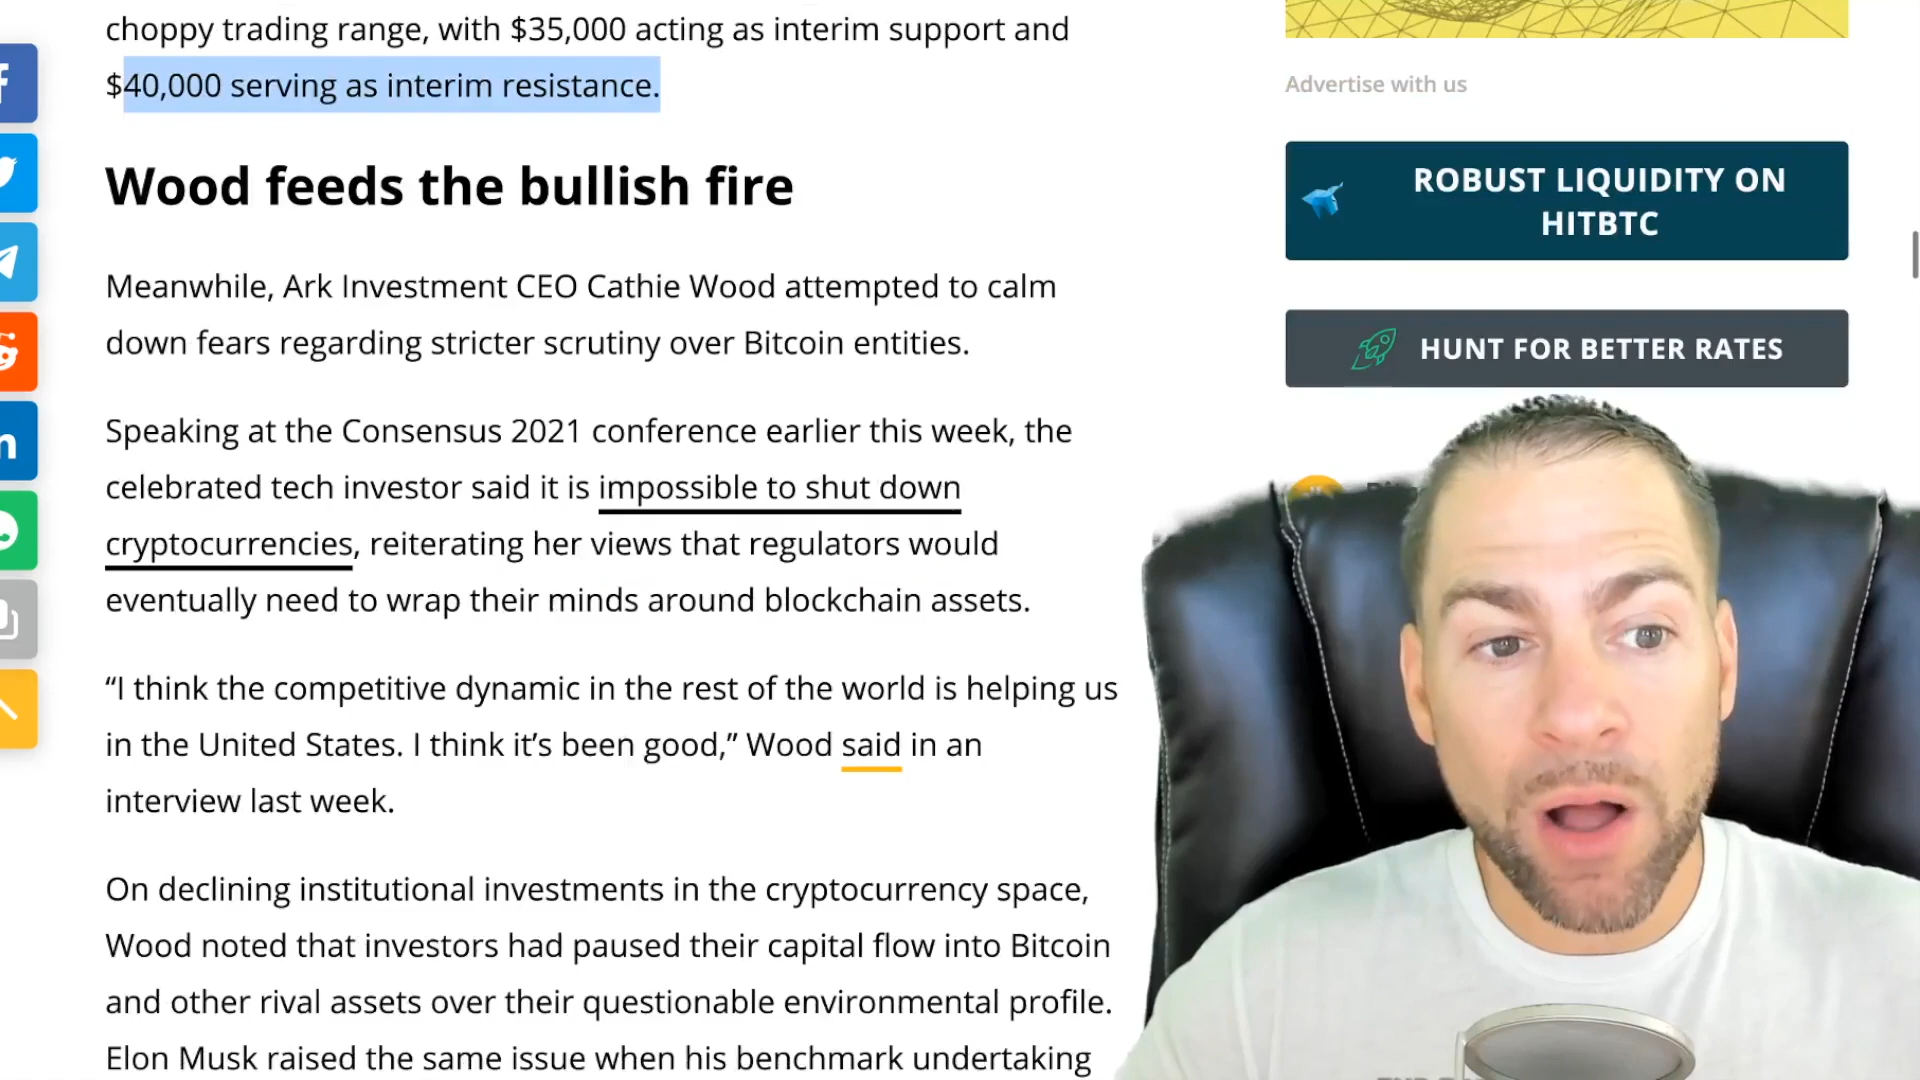 choppy trading range, with $35,000 acting as interim support and
$40,000 serving as interim resistance.
Wood feeds the bullish fire
Meanwhile, Ark Investment CEO Cathie Wood attempted to calm
down fears regarding stricter scrutiny over Bitcoin entities.
Speaking at the Consensus 2021 conference earlier this week, the
celebrated tech investor said it is impossible to shut down
cryptocurrencies, reiterating her views that regulators would
eventually need to wrap their minds around blockchain assets.
“I think the competitive dynamic in the rest of the world is helping us
in the United States. I think it’s been good,” Wood said in an
interview last week.
On declining institutional investments in the cryptocurrency space,
Wood noted that investors had paused their capital flow into Bitcoin
and other rival assets over their questionable environmental profile.
Elon Musk raised the same issue when his benchmark undertaking
Advertise with us
ROBUST LIQUIDITY ON
HITBTC
HUNT FOR BETTER RATES